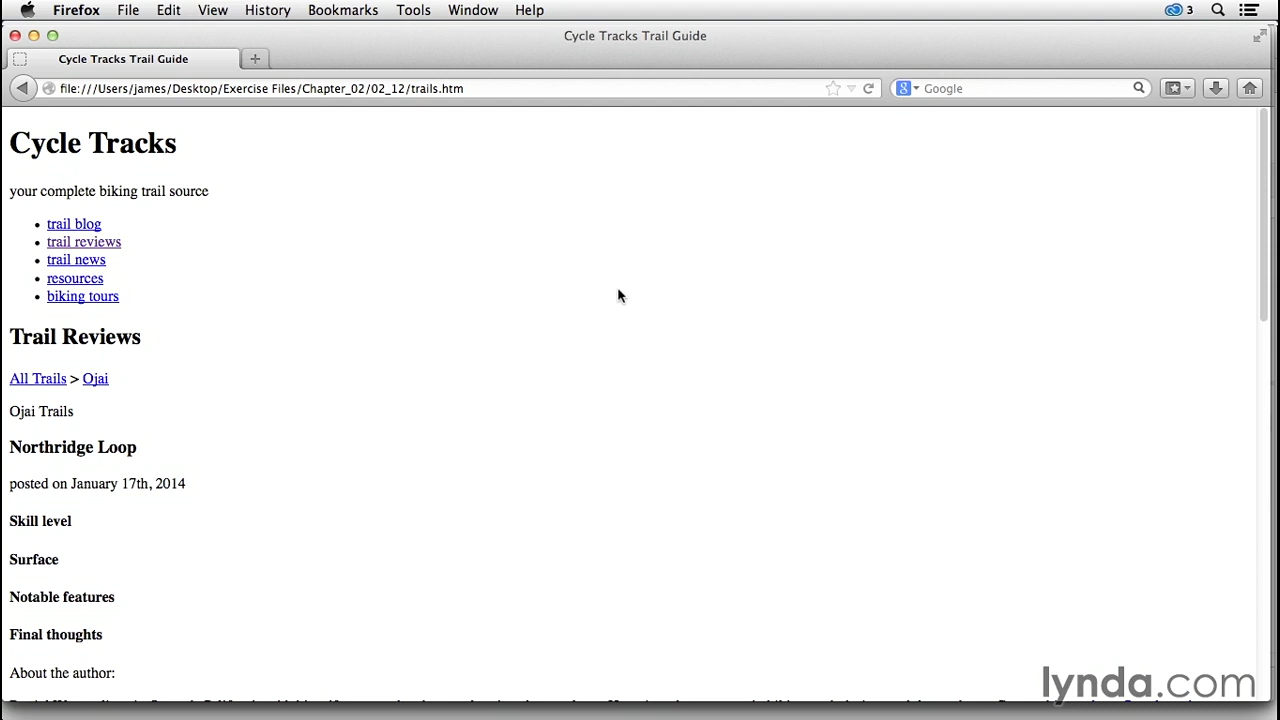 Firefox File Edit View History Bookmarks Tools Window Help 3
Cycle Tracks Trail Guide
Cycle Tracks Trail Guide
file:///Users/james/Desktop/Exercise Files/Chapter_02/02_12/trails.htm
Google
Cycle Tracks
your complete biking trail source
trail blog
trail reviews
trail news
resources
biking tours
Trail Reviews
All Trails > Ojai
Ojai Trails
Northridge Loop
posted on January 17th, 2014
Skill level
Surface
Notable features
Final thoughts
About the author:
lynda.com